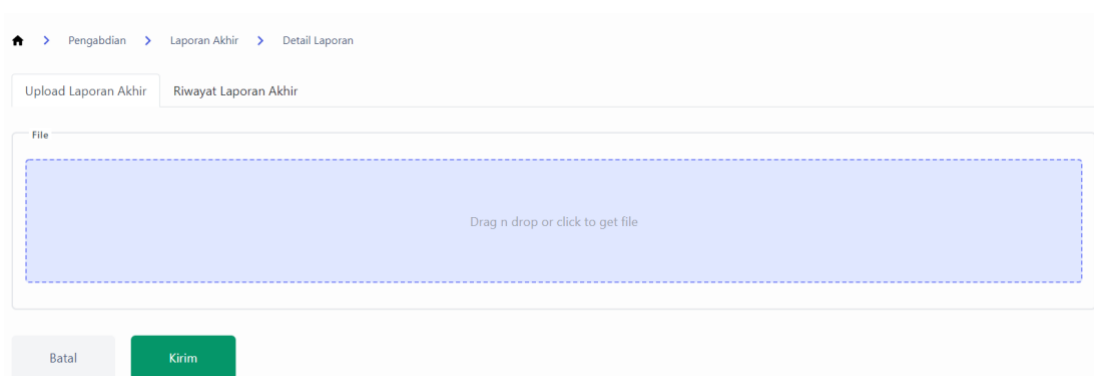 Pengabdian Laporan Akhir Detail Laporan
Upload Laporan Akhir Riwayat Laporan Akhir
File
Drag n drop or click to get file
Batal Kirim